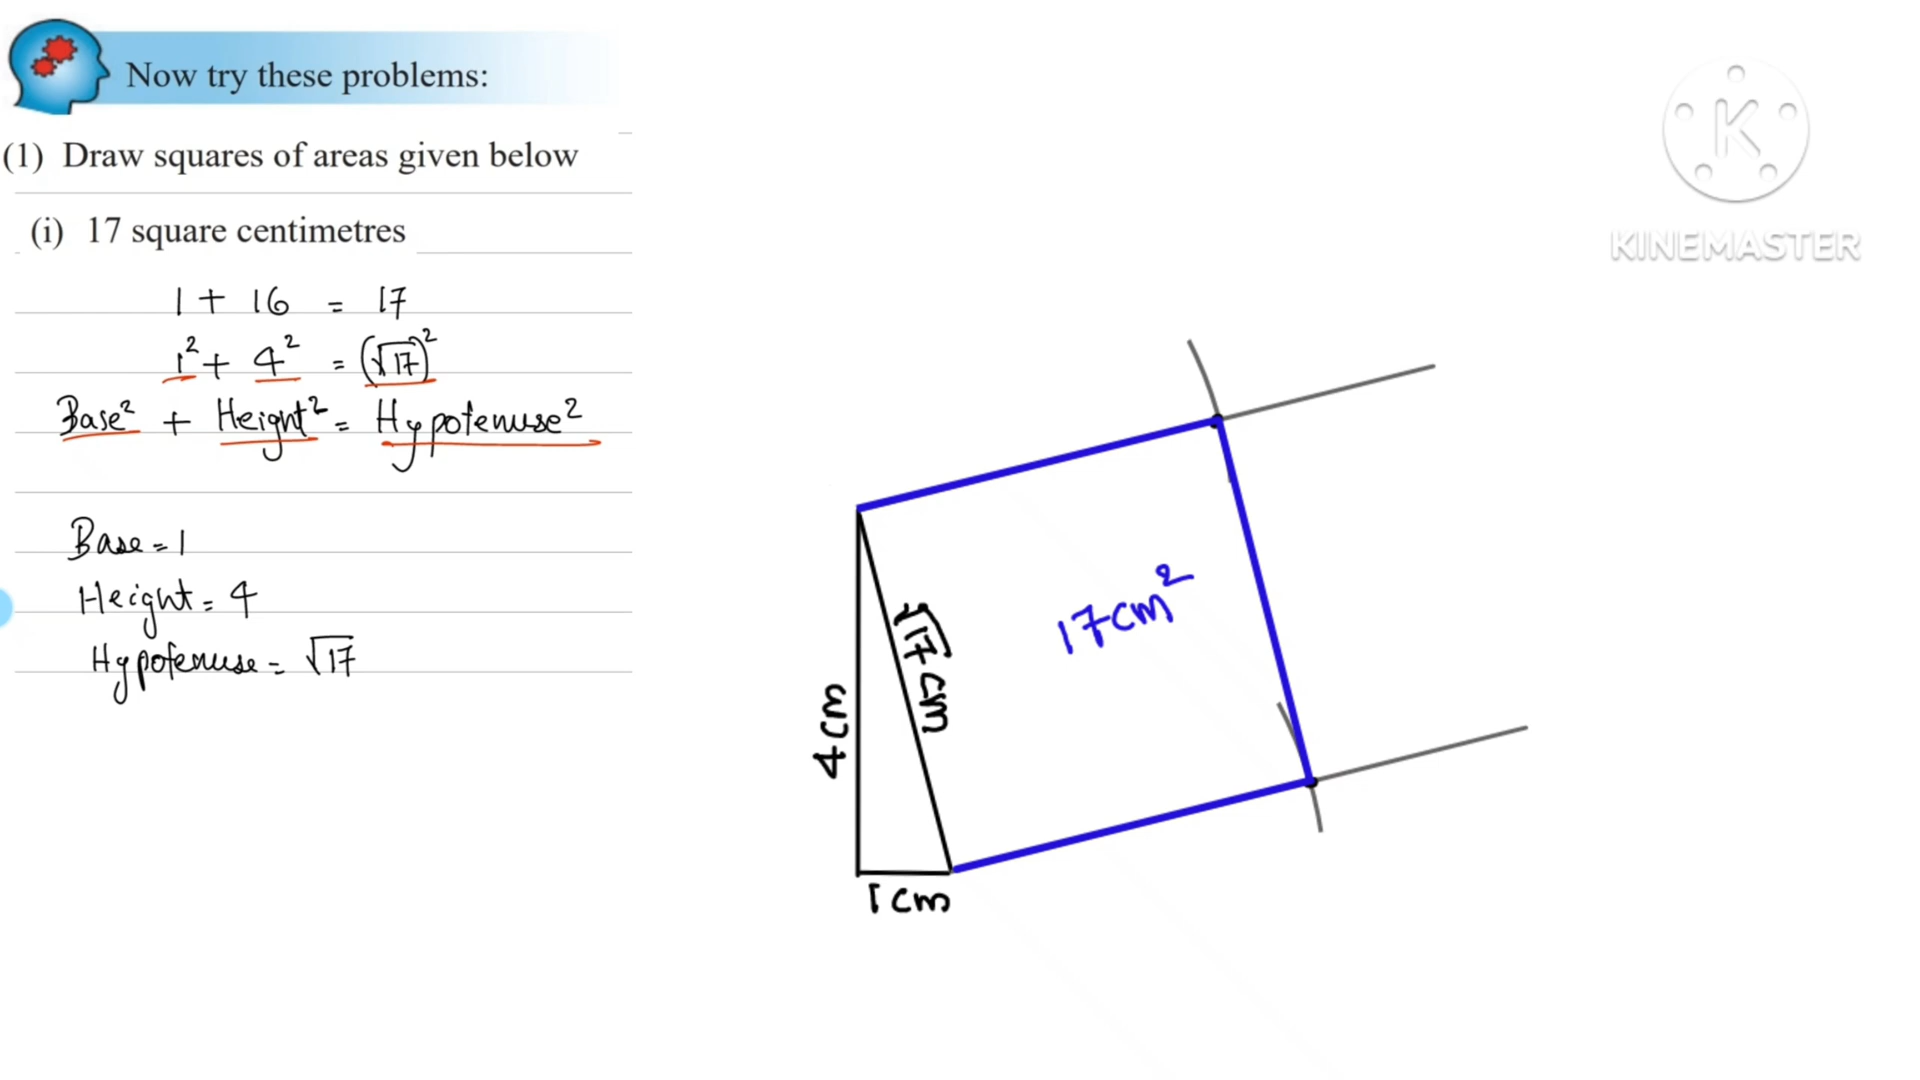 Now try these problems:
(1) Draw squares of areas given below
(i) 17 square centimetres
1 + 16 = 17
1² + 4² = (√17)²
Base² + Height² = Hypotenuse²
Base = 1
Height = 4
Hypotenuse = √17
KINEMASTER
17cm²
√17 cm
4cm
1cm